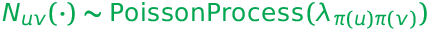 N_{uv}(·) ~ PoissonProcess(λ_{π(u)π(v)})